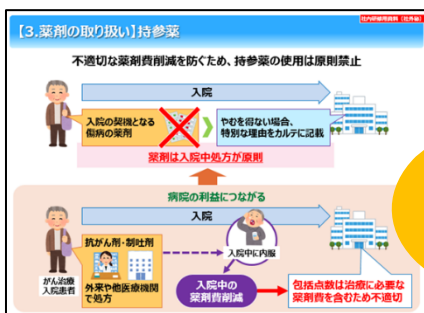 【3.薬剤の取り扱い】持参薬
社内研修用資料(社外秘)
不適切な薬剤費削減を防ぐため、持参薬の使用は原則禁止
入院
入院の契機となる
傷病の薬剤
やむを得ない場合、
特別な理由をカルテに記載
薬剤は入院中処方が原則
病院の利益につながる
入院
抗がん剤・制吐剤
外来や他医療機関
で処方
がん治療
入院患者
入院中に内服
入院中の
薬剤費削減
包括点数は治療に必要な
薬剤費を含むため不適切